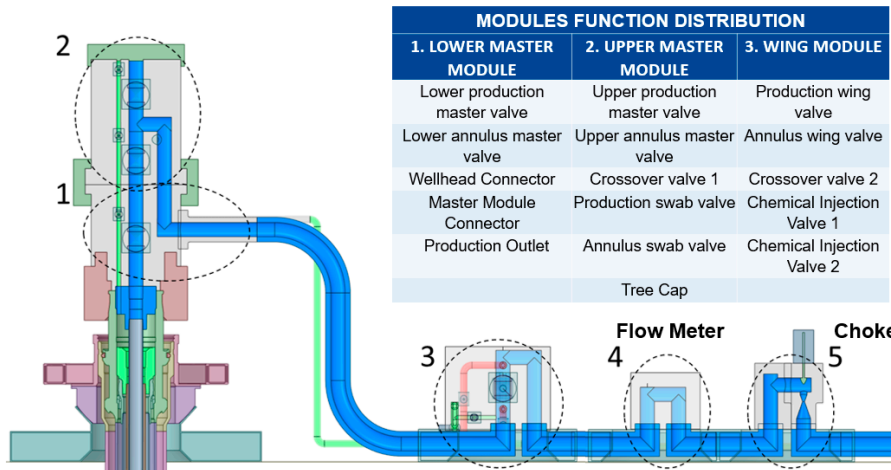 MODULES FUNCTION DISTRIBUTION
1. LOWER MASTER
MODULE
2. UPPER MASTER
MODULE
3. WING MODULE
Lower production
master valve
Upper production
master valve
Production wing
valve
Lower annulus master
valve
Upper annulus master
valve
Annulus wing valve
Wellhead Connector
Crossover valve 1
Crossover valve 2
Master Module
Connector
Production swab valve
Chemical Injection
Valve 1
Production Outlet
Annulus swab valve
Chemical Injection
Valve 2
Tree Cap
2
1
3
Flow Meter
4
Choke
5